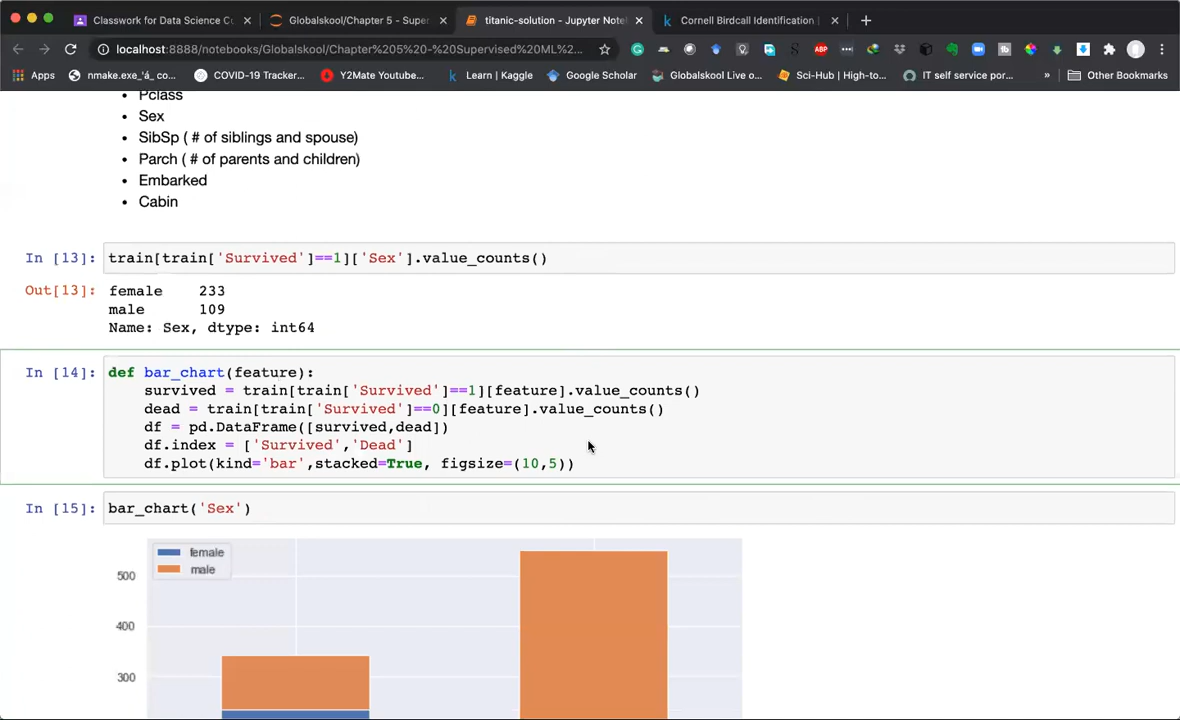 Classwork for Data Science Co
Globalskool/Chapter 5 - Super
titanic-solution - Jupyter Note
Cornell Birdcall Identification
localhost:8888/notebooks/Globalskool/Chapter%205%20-%20Supervised%20ML%2...
Apps
nmake.exe'á_ co...
COVID-19 Tracker...
Y2Mate Youtube...
Learn | Kaggle
Google Scholar
Globalskool Live o...
Sci-Hub | High-to...
IT self service por...
»
Other Bookmarks
• Pclass
• Sex
• SibSp ( # of siblings and spouse)
• Parch ( # of parents and children)
• Embarked
• Cabin
In [13]: train[train['Survived']==1]['Sex'].value_counts()
Out[13]: female 233
male 109
Name: Sex, dtype: int64
In [14]: def bar_chart(feature):
survived = train[train['Survived']==1][feature].value_counts()
dead = train[train['Survived']==0][feature].value_counts()
df = pd.DataFrame([survived,dead])
df.index = ['Survived','Dead']
df.plot(kind='bar',stacked=True, figsize=(10,5))
In [15]: bar_chart('Sex')
female
male
500
400
300